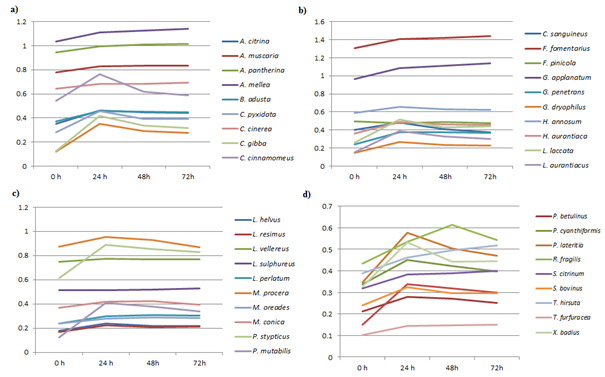 a)
1.2
1
0.8
0.6
0.4
0.2
0
0 h
24 h
48h
72h
A. citrina
A. muscaria
A. pantherina
A. mellea
B. adusta
C. pyxidata
C. cinerea
C. gibba
C. cinnamomeus
b)
1.6
1.4
1.2
1
0.8
0.6
0.4
0.2
0
0 h
24 h
48h
72h
C. sanguineus
F. fomentarius
F. pinicola
G. applanatum
G. penetrans
G. dryophilus
H. annosum
H. aurantiaca
L. laccata
L. aurantiacus
c)
1.2
1
0.8
0.6
0.4
0.2
0
0 h
24 h
48h
72h
L. helvus
L. resimus
L. vellereus
L. sulphureus
L. perlatum
M. procera
M. oreades
M. conica
P. stypticus
P. mutabilis
d)
0.7
0.6
0.5
0.4
0.3
0.2
0.1
0
0 h
24 h
48h
72h
P. betulinus
P. cyanthiformis
P. lateritia
R. fragilis
S. citrinum
S. bovinus
T. hirsuta
T. furfuracea
X. badius